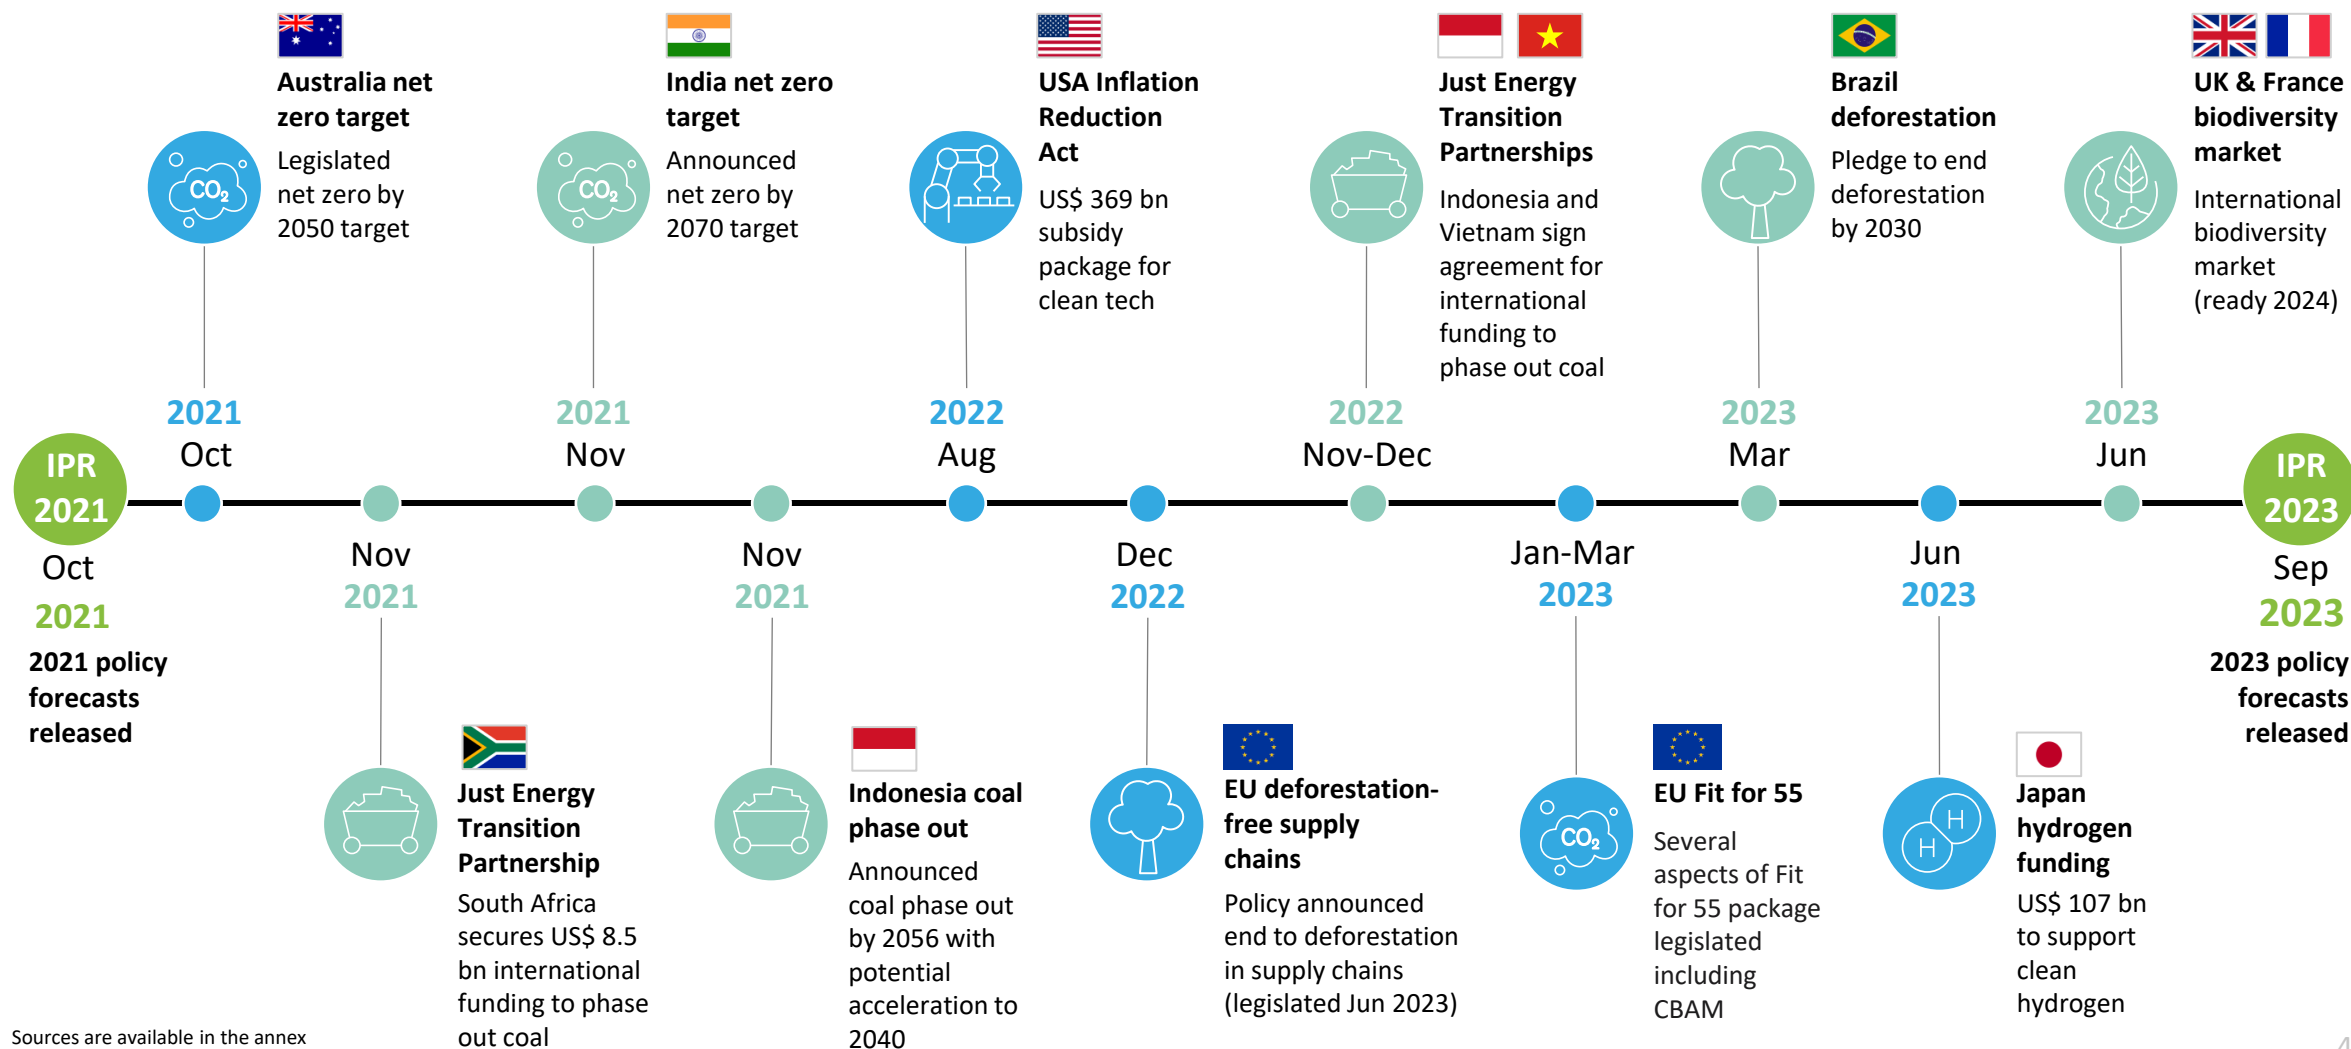 Australia net
zero target
Legislated
net zero by
2050 target
CO₂
2021
Oct
India net zero
target
Announced
net zero by
2070 target
CO₂
2021
Nov
USA Inflation
Reduction
Act
US$ 369 bn
subsidy
package for
clean tech
2022
Aug
Just Energy
Transition
Partnerships
Indonesia and
Vietnam sign
agreement for
international
funding to
phase out coal
2022
Nov-Dec
Brazil
deforestation
Pledge to end
deforestation
by 2030
2023
Mar
UK & France
biodiversity
market
International
biodiversity
market
(ready 2024)
2023
Jun
IPR
2021
Oct
2021
2021 policy
forecasts
released
IPR
2023
Sep
2023
2023 policy
forecasts
released
Nov
2021
Just Energy
Transition
Partnership
South Africa
secures US$ 8.5
bn international
funding to phase
out coal
Nov
2021
Indonesia coal
phase out
Announced
coal phase out
by 2056 with
potential
acceleration to
2040
Dec
2022
EU deforestation-
free supply
chains
Policy announced
end to deforestation
in supply chains
(legislated Jun 2023)
Jan-Mar
2023
CO₂
EU Fit for 55
Several
aspects of Fit
for 55 package
legislated
including
CBAM
Jun
2023
H
H
Japan
hydrogen
funding
US$ 107 bn
to support
clean
hydrogen
Sources are available in the annex